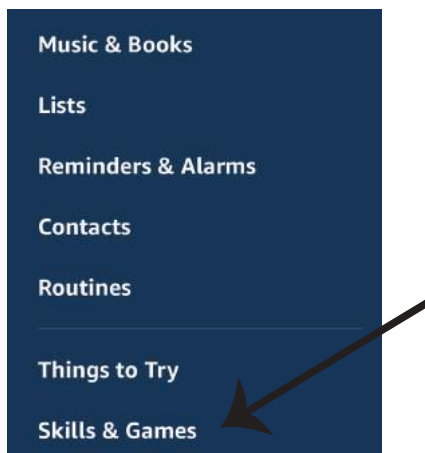 Music & Books
Lists
Reminders & Alarms
Contacts
Routines
Things to Try
Skills & Games